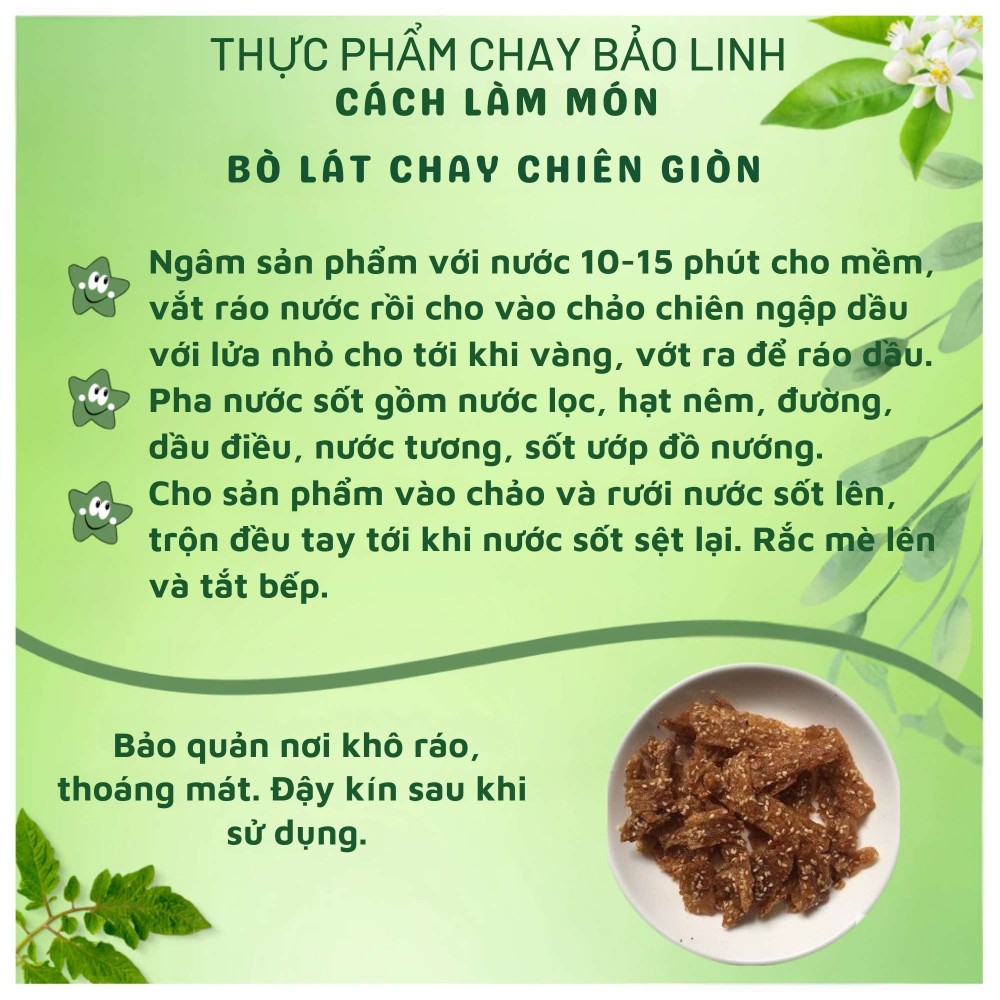 THỰC PHẨM CHAY BẢO LINH
CÁCH LÀM MÓN
BÒ LÁT CHAY CHIÊN GIÒN
Ngâm sản phẩm với nước 10-15 phút cho mềm,
vắt ráo nước rồi cho vào chảo chiên ngập dầu
với lửa nhỏ cho tới khi vàng, vớt ra để ráo dầu.
Pha nước sốt gồm nước lọc, hạt nêm, đường,
dầu điều, nước tương, sốt ướp đồ nướng.
Cho sản phẩm vào chảo và rưới nước sốt lên,
trộn đều tay tới khi nước sốt sệt lại. Rắc mè lên
và tắt bếp.
Bảo quản nơi khô ráo,
thoáng mát. Đậy kín sau khi
sử dụng.